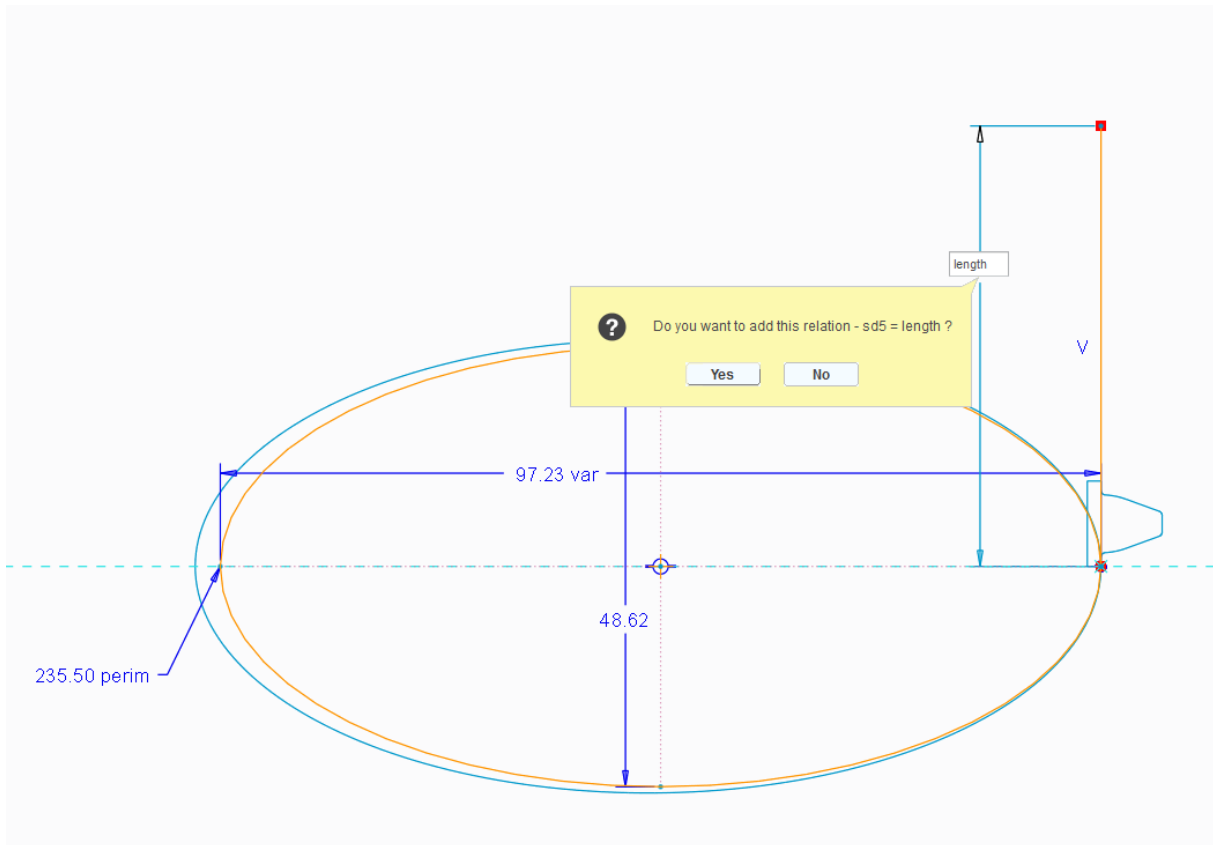 length
Do you want to add this relation - sd5 = length ?
Yes No
V
97.23 var
48.62
235.50 perim